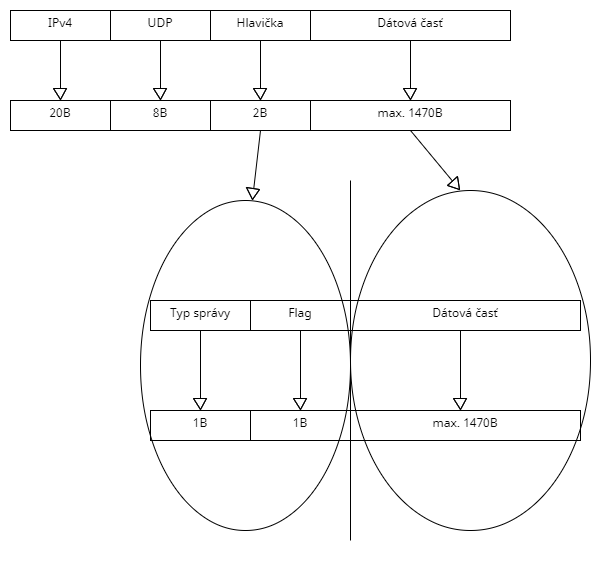 IPv4 UDP Hlavička Dátová časť
20B 8B 2B max. 1470B
Typ správy Flag Dátová časť
1B 1B max. 1470B